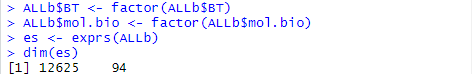 > ALLb$BT <- factor(ALLb$BT)
> ALLb$mol.bio <- factor(ALLb$mol.bio)
> es <- exprs(ALLb)
> dim(es)
[1] 12625    94